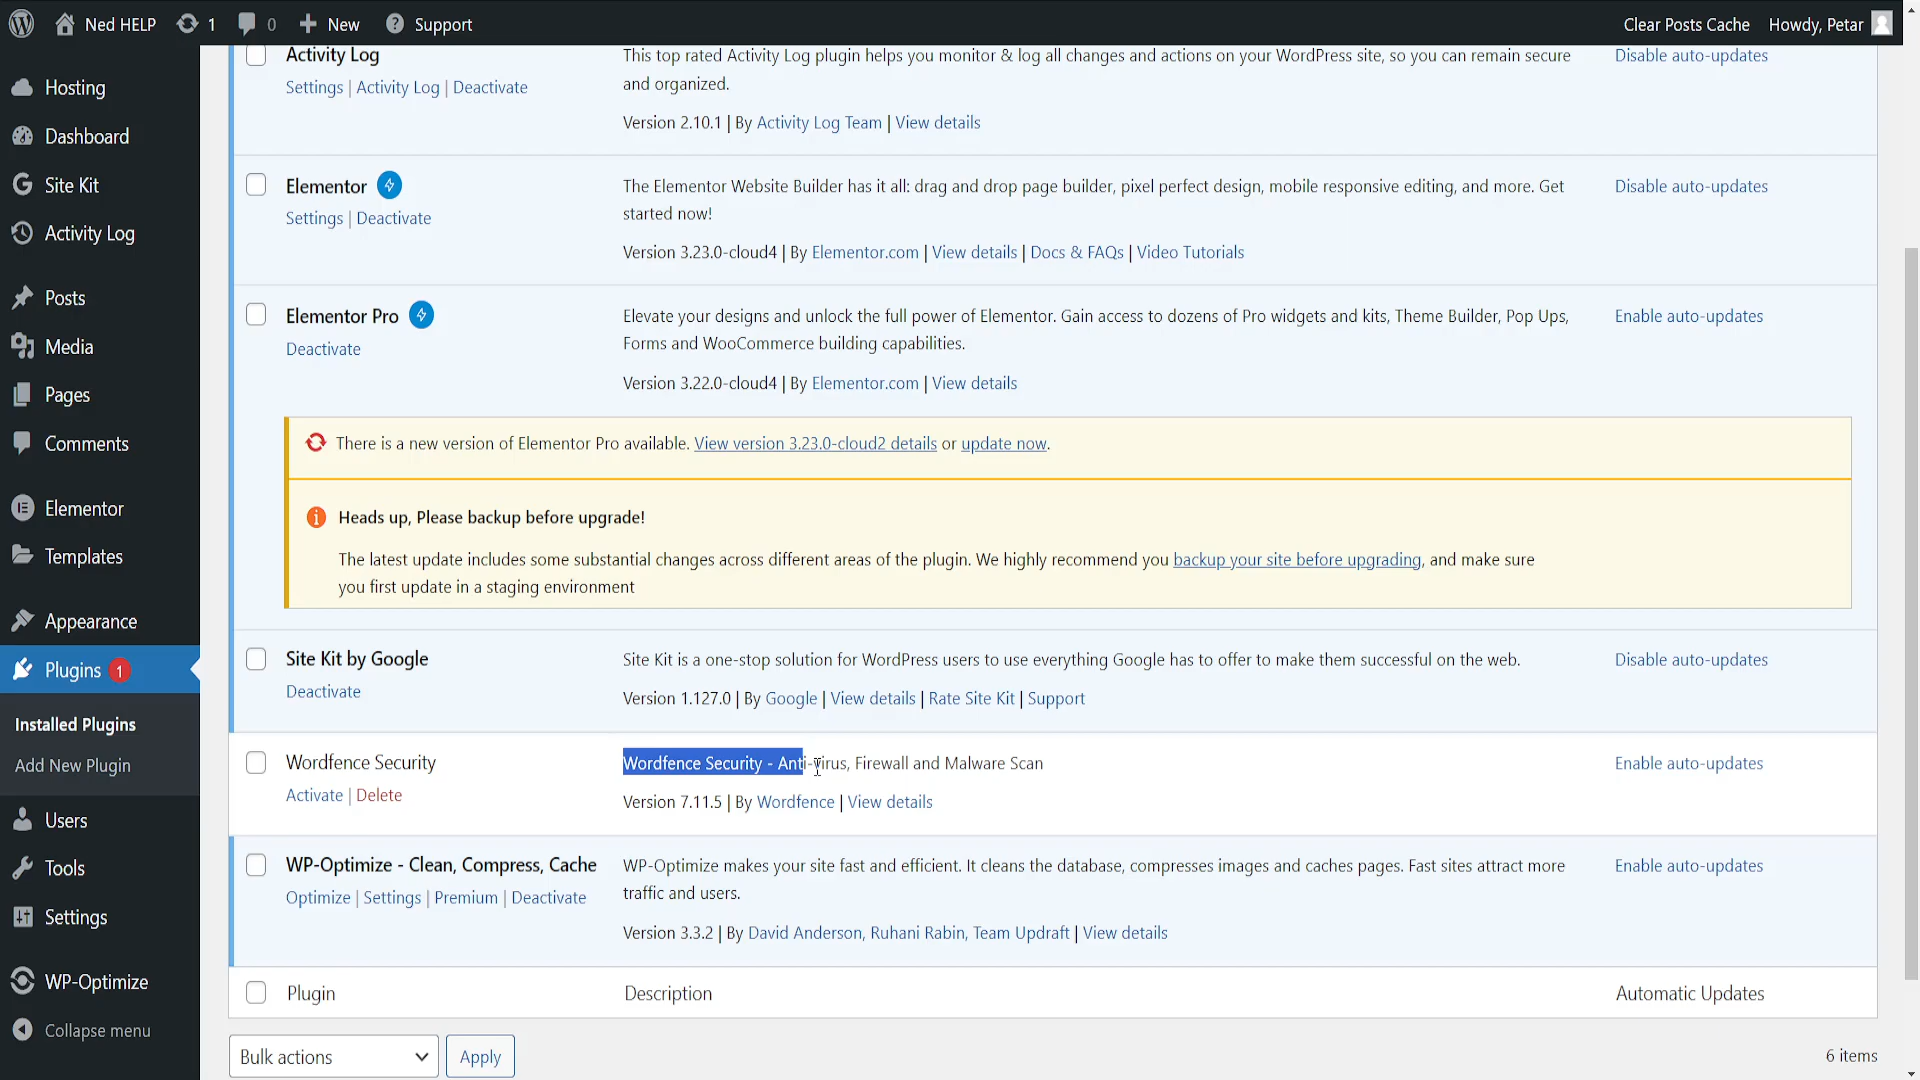 Ned HELP 1 0 New Support Clear Posts Cache Howdy, Petar
Hosting
Dashboard
Site Kit
Activity Log
Posts
Media
Pages
Comments
Elementor
Templates
Appearance
Plugins 1
Installed Plugins
Add New Plugin
Users
Tools
Settings
WP-Optimize
Collapse menu
Activity Log
Settings | Activity Log | Deactivate
This top rated Activity Log plugin helps you monitor & log all changes and actions on your WordPress site, so you can remain secure
and organized.
Version 2.10.1 | By Activity Log Team | View details
Disable auto-updates
Elementor
Settings | Deactivate
The Elementor Website Builder has it all: drag and drop page builder, pixel perfect design, mobile responsive editing, and more. Get
started now!
Version 3.23.0-cloud4 | By Elementor.com | View details | Docs & FAQs | Video Tutorials
Disable auto-updates
Elementor Pro
Deactivate
Elevate your designs and unlock the full power of Elementor. Gain access to dozens of Pro widgets and kits, Theme Builder, Pop Ups,
Forms and WooCommerce building capabilities.
Version 3.22.0-cloud4 | By Elementor.com | View details
Enable auto-updates
There is a new version of Elementor Pro available. View version 3.23.0-cloud2 details or update now.
Heads up, Please backup before upgrade!
The latest update includes some substantial changes across different areas of the plugin. We highly recommend you backup your site before upgrading, and make sure
you first update in a staging environment
Site Kit by Google
Deactivate
Site Kit is a one-stop solution for WordPress users to use everything Google has to offer to make them successful on the web.
Version 1.127.0 | By Google | View details | Rate Site Kit | Support
Disable auto-updates
Wordfence Security
Activate | Delete
Wordfence Security - Anti-virus, Firewall and Malware Scan
Version 7.11.5 | By Wordfence | View details
Enable auto-updates
WP-Optimize - Clean, Compress, Cache
Optimize | Settings | Premium | Deactivate
WP-Optimize makes your site fast and efficient. It cleans the database, compresses images and caches pages. Fast sites attract more
traffic and users.
Version 3.3.2 | By David Anderson, Ruhani Rabin, Team Updraft | View details
Enable auto-updates
Plugin Description Automatic Updates
Bulk actions Apply 6 items